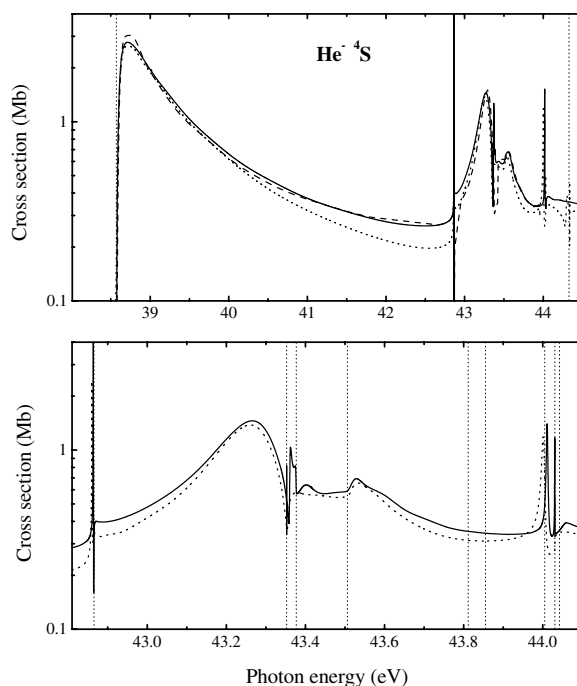 He- 4S
Cross section (Mb)
1
0.1
39 40 41 42 43 44
Cross section (Mb)
1
0.1
43.0 43.2 43.4 43.6 43.8 44.0
Photon energy (eV)